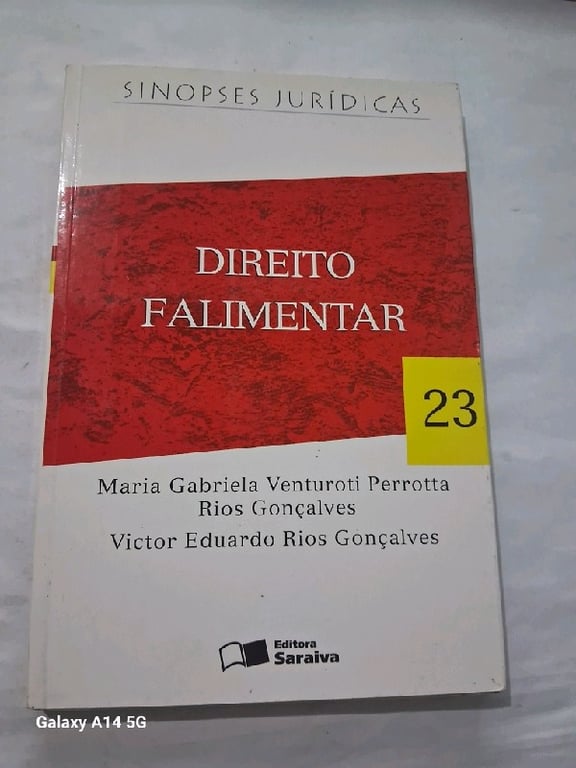 SINOPSES JURÍDICAS
DIREITO
FALIMENTAR
23
Maria Gabriela Venturoti Perrotta
Rios Gonçalves
Victor Eduardo Rios Gonçalves
Editora
Saraiva
Galaxy A14 5G